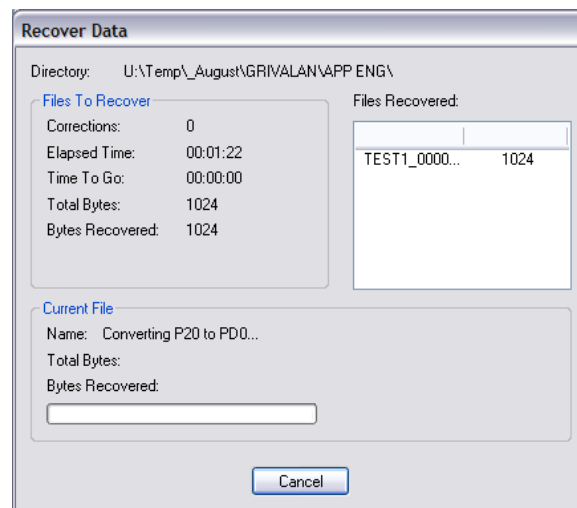 Recover Data
Directory: U:\Temp\_August\GRIVALAN\APP ENG\
Files To Recover
Corrections: 0
Elapsed Time: 00:01:22
Time To Go: 00:00:00
Total Bytes: 1024
Bytes Recovered: 1024
Files Recovered:
TEST1_0000... 1024
Current File
Name: Converting P20 to PD0...
Total Bytes:
Bytes Recovered:
Cancel